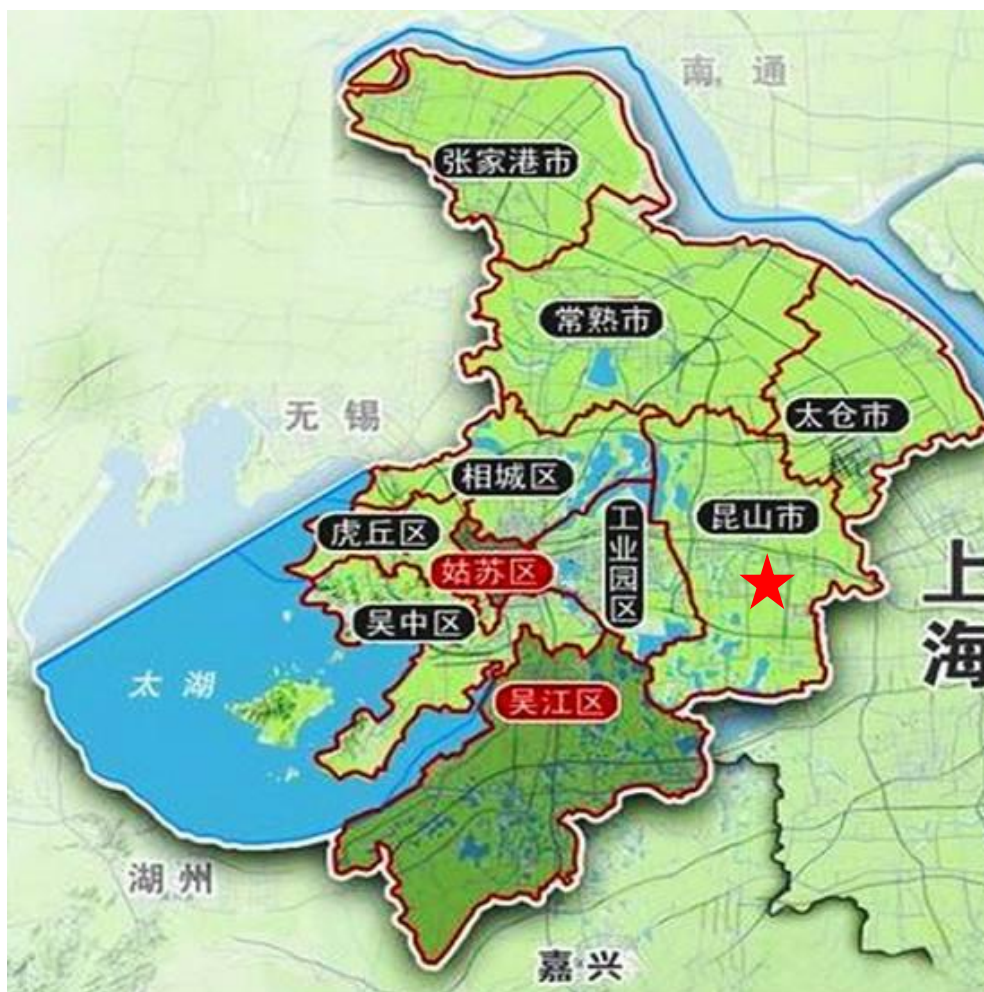 南通
张家港市
常熟市
无锡
太仓市
相城区
昆山市
虎丘区
工业园区
姑苏区
上海
吴中区
太湖
吴江区
湖州
嘉兴